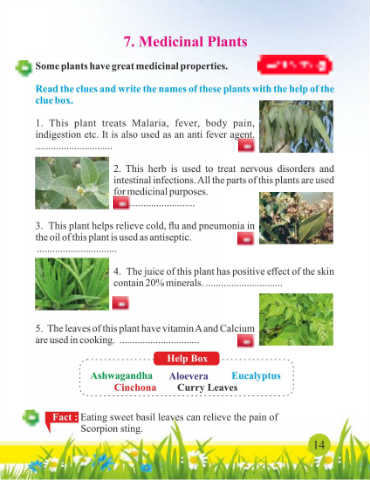 7. Medicinal Plants
Some plants have great medicinal properties.
Read the clues and write the names of these plants with the help of the
clue box.
1. This plant treats Malaria, fever, body pain,
indigestion etc. It is also used as an anti fever agent.
...............................
2. This herb is used to treat nervous disorders and
intestinal infections. All the parts of this plants are used
for medicinal purposes.
...........................
3. This plant helps relieve cold, flu and pneumonia in
the oil of this plant is used as antiseptic.
................................
4. The juice of this plant has positive effect of the skin
contain 20% minerals. ...............................
5. The leaves of this plant have vitamin A and Calcium
are used in cooking. ................................
Help Box
Ashwagandha Aloevera Eucalyptus
Cinchona Curry Leaves
Fact : Eating sweet basil leaves can relieve the pain of
Scorpion sting.
14